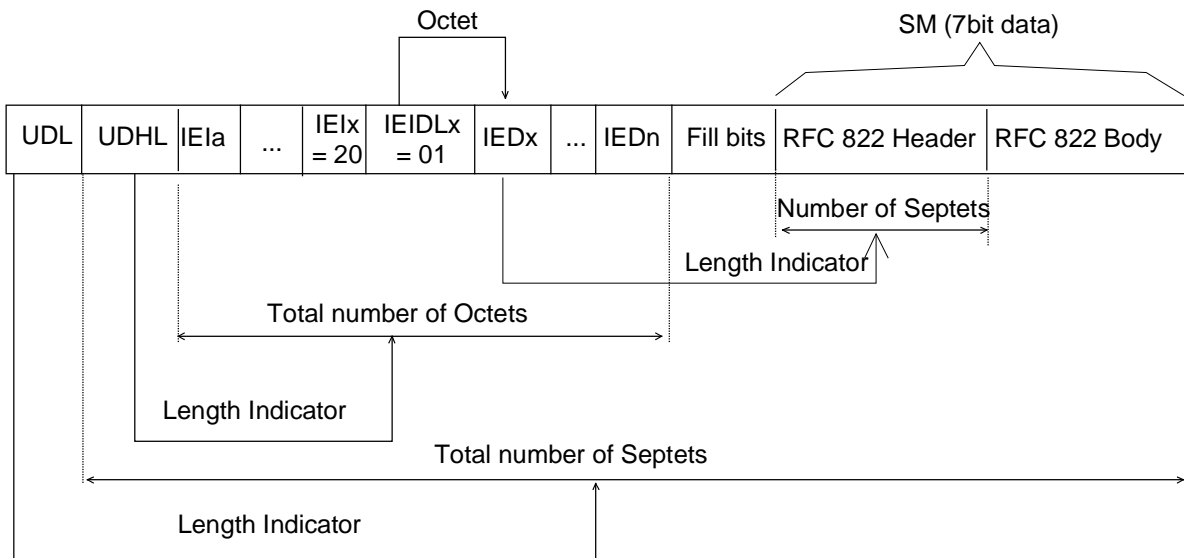 Octet
SM (7bit data)
UDL UDHL IEIa ... IEIx = 20 IEIDLx = 01 IEDx ... IEDn Fill bits RFC 822 Header RFC 822 Body
Number of Septets
Length Indicator
Total number of Octets
Length Indicator
Total number of Septets
Length Indicator